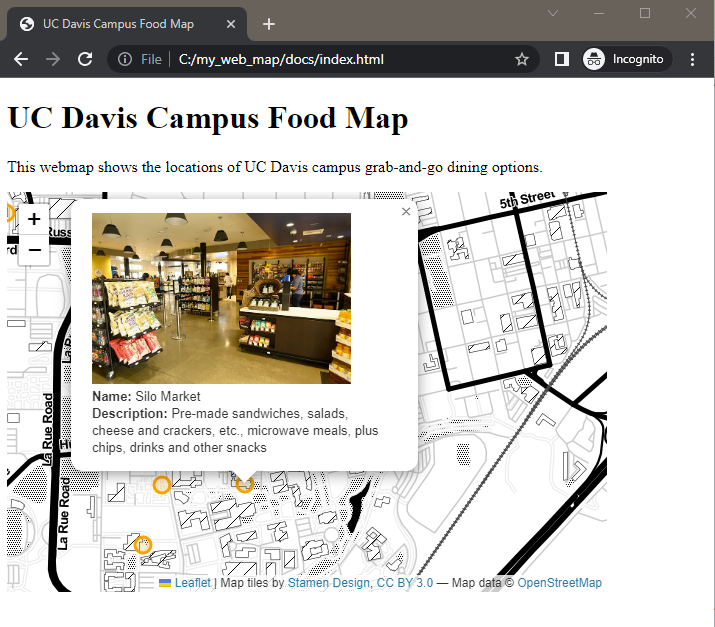 UC Davis Campus Food Map
File
C:/my_web_map/docs/index.html
Incognito
UC Davis Campus Food Map
This webmap shows the locations of UC Davis campus grab-and-go dining options.
+
−
Russ
rd
5th Street
La R
Name: Silo Market
Description: Pre-made sandwiches, salads,
cheese and crackers, etc., microwave meals, plus
chips, drinks and other snacks
La Rue Road
Hu
La Rue Road
Leaflet | Map tiles by Stamen Design, CC BY 3.0 — Map data © OpenStreetMap